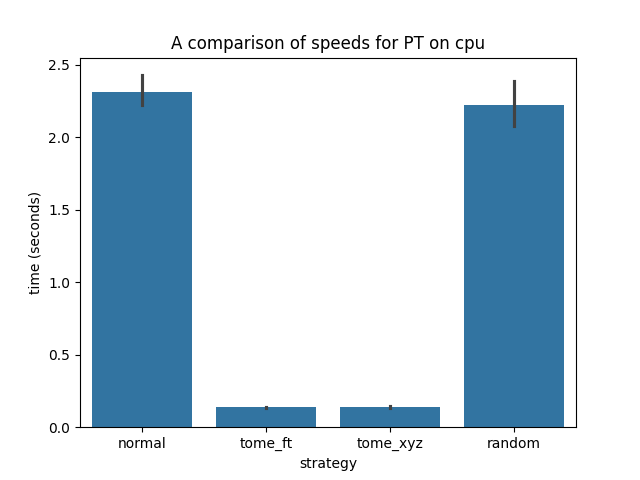 A comparison of speeds for PT on cpu
2.5
2.0
1.5
1.0
0.5
0.0
time (seconds)
normal tome_ft tome_xyz random
strategy